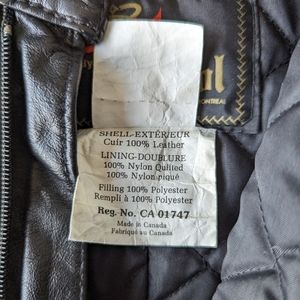 MONTREAL
SHELL-EXTÉRIEUR
Cuir 100% Leather
LINING-DOUBLURE
100% Nylon Quilted
100% Nylon piqué
Filling 100% Polyester
Rempli à 100% Polyester
Reg. No. CA 01747
Made in Canada
Fabriqué au Canada